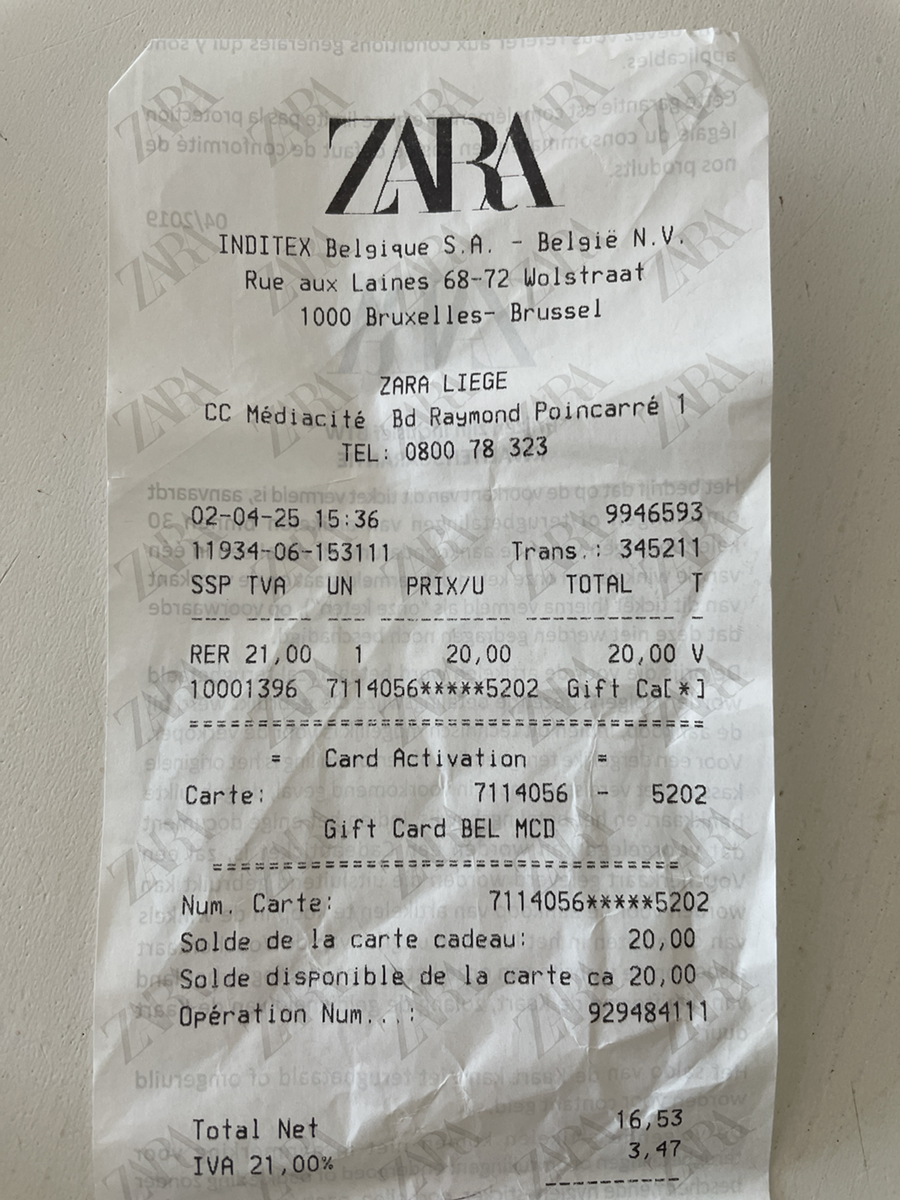 ZARA
INDITEX Belgique S.A. - België N.V.
Rue aux Laines 68-72 Wolstraat
1000 Bruxelles- Brussel
ZARA LIEGE
CC Médiacité Bd Raymond Poincarré 1
TEL: 0800 78 323
02-04-25 15:36 9946593
11934-06-153111 Trans.: 345211
SSP TVA UN PRIX/U TOTAL T
RER 21,00 1 20,00 20,00 V
10001396 7114056*****5202 Gift Ca[*]
==========================================
= Card Activation =
Carte: 7114056 - 5202
Gift Card BEL MCD
======================================
Num. Carte: 7114056*****5202
Solde de la carte cadeau: 20,00
Solde disponible de la carte ca 20,00
Opération Num...: 929484111
Total Net 16,53
IVA 21,00% 3,47